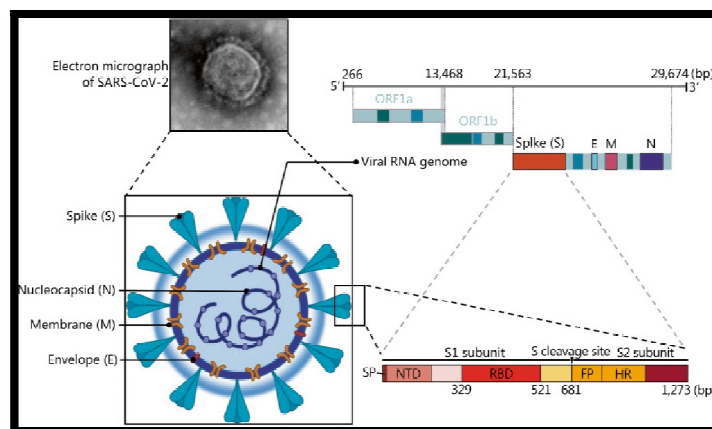 Electron micrograph
of SARS-CoV-2
266 13,468 21,563 29,674 (bp)
5' 3'
ORF1a
ORF1b
Spike (S) E M N
Viral RNA genome
Spike (S)
Nucleocapsid (N)
Membrane (M)
Envelope (E)
S1 subunit S cleavage site S2 subunit
SP NTD RBD FP HR
329 521 681 1,273 (bp)